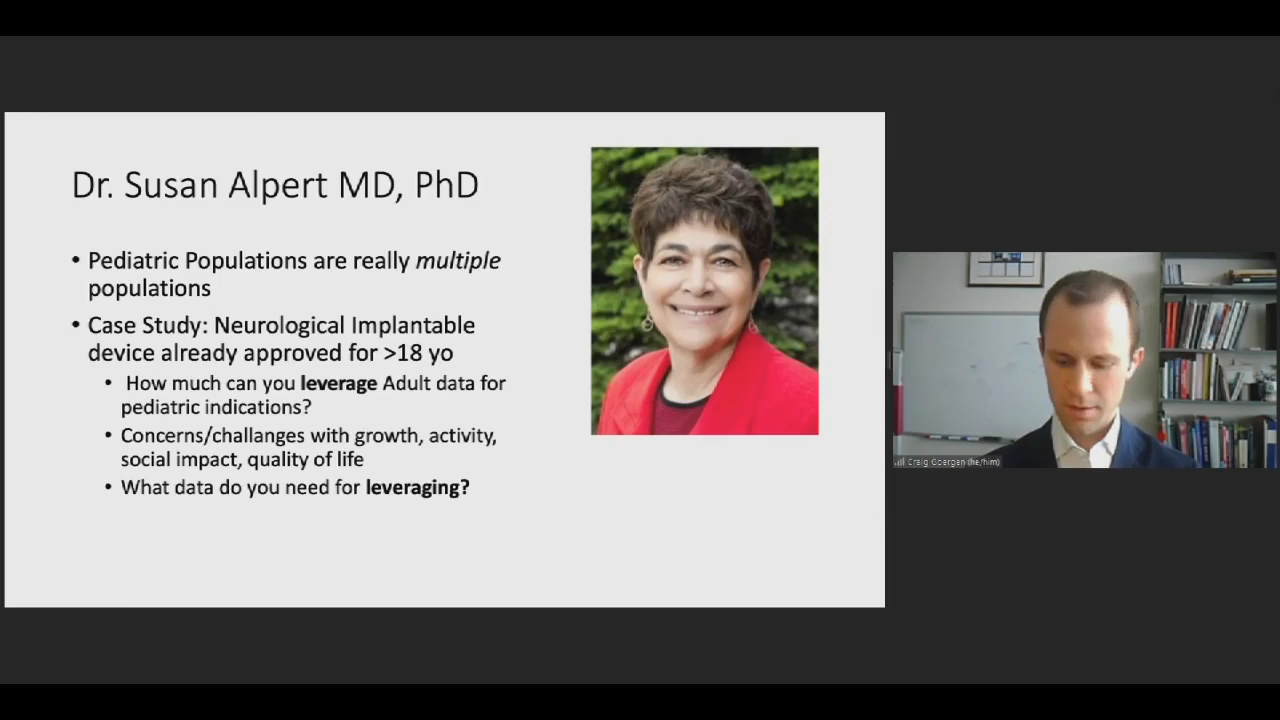 Dr. Susan Alpert MD, PhD
• Pediatric Populations are really multiple
populations
• Case Study: Neurological Implantable
device already approved for >18 yo
• How much can you leverage Adult data for
pediatric indications?
• Concerns/challanges with growth, activity,
social impact, quality of life
• What data do you need for leveraging?
Craig Goergen (he/him)